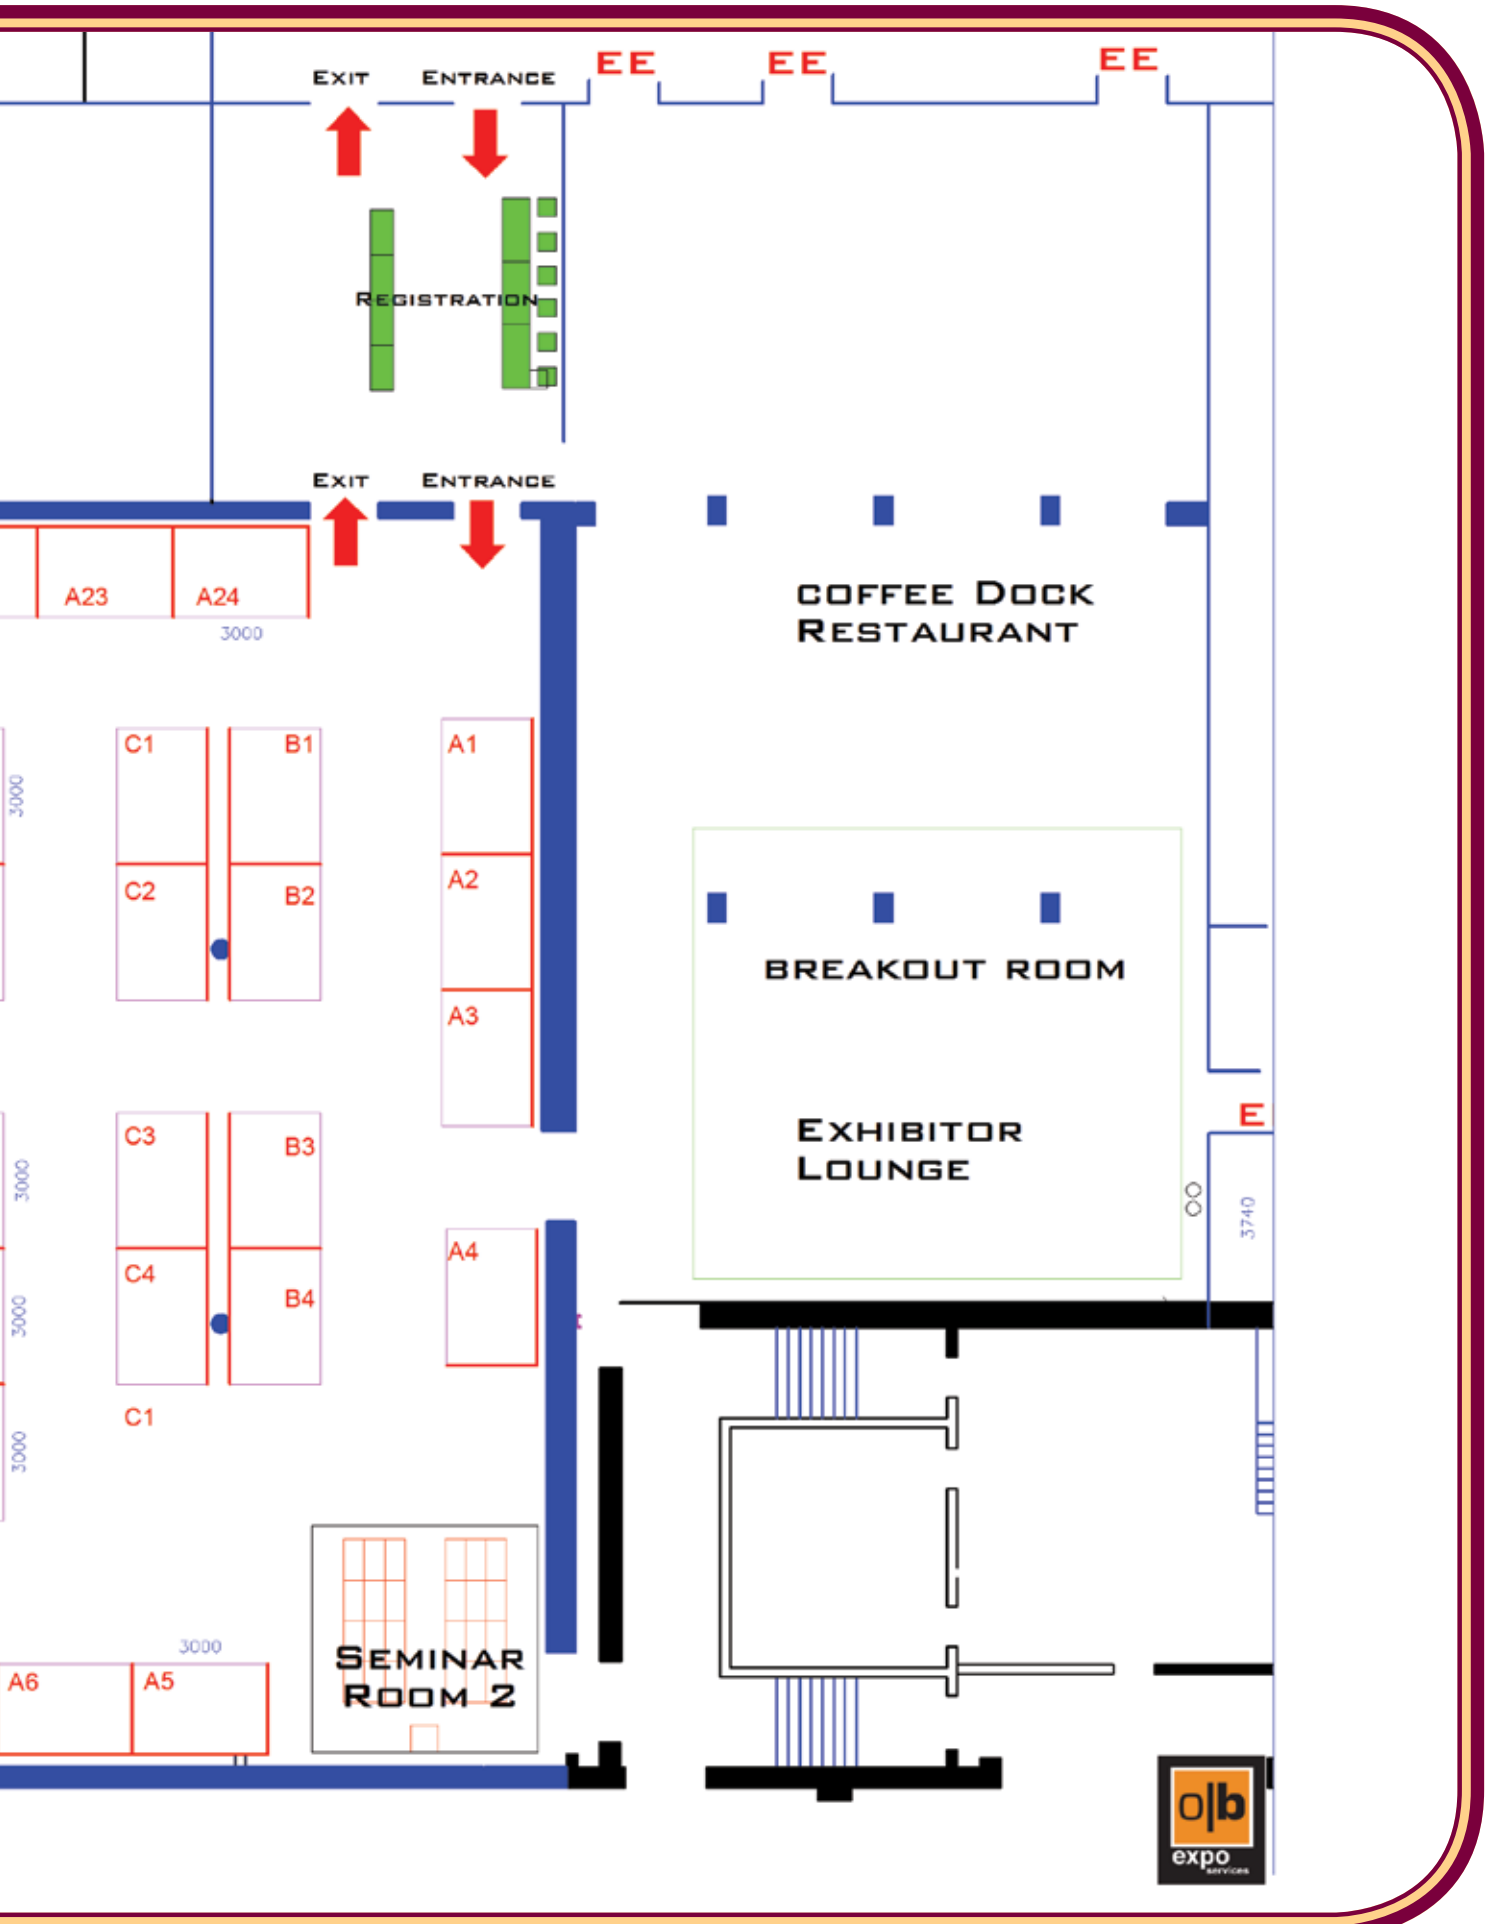 EXIT
ENTRANCE
EE
EE
EE
REGISTRATION
EXIT
ENTRANCE
A23
A24
3000
COFFEE DOCK
RESTAURANT
C1
B1
A1
3000
C2
B2
A2
BREAKOUT ROOM
A3
C3
B3
EXHIBITOR
LOUNGE
E
3000
3740
A4
C4
B4
3000
C1
3000
3000
SEMINAR
ROOM 2
A6
A5
o|b
expo
services